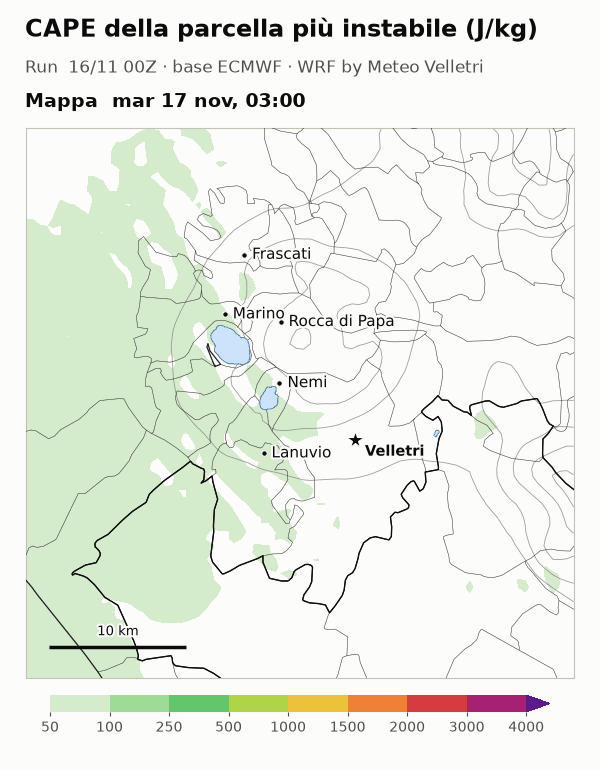 CAPE della parcella più instabile (J/kg)
Run  16/11 00Z · base ECMWF · WRF by Meteo Velletri
Mappa  mar 17 nov, 03:00
Frascati
Marino
Rocca di Papa
Nemi
Velletri
Lanuvio
10 km
50 100 250 500 1000 1500 2000 3000 4000